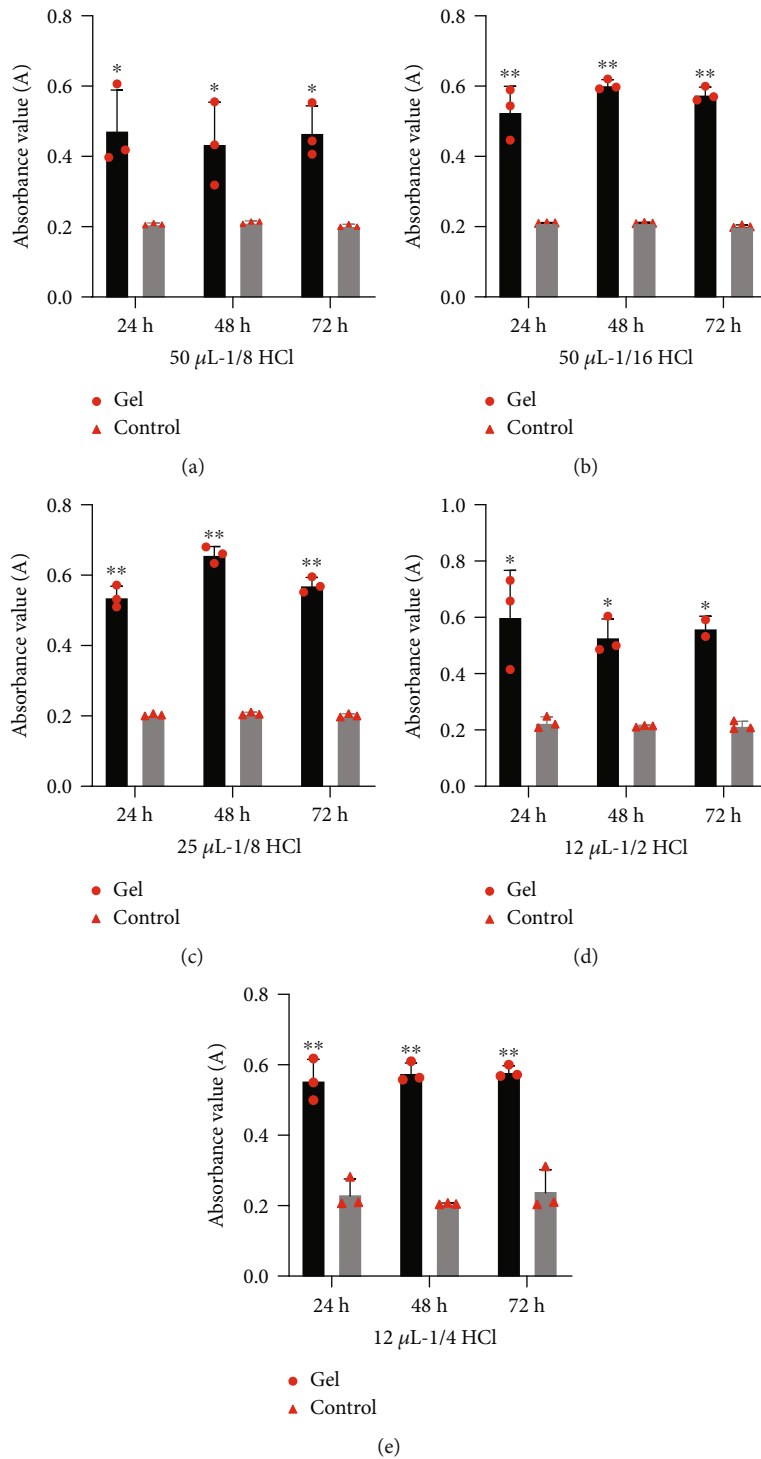 0.8
0.6
0.4
0.2
0.0
Absorbance value (A)
* * *
24 h 48 h 72 h
50 μL-1/8 HCl
Gel
Control
(a)
0.8
0.6
0.4
0.2
0.0
Absorbance value (A)
** ** **
24 h 48 h 72 h
50 μL-1/16 HCl
Gel
Control
(b)
0.8
0.6
0.4
0.2
0.0
Absorbance value (A)
** ** **
24 h 48 h 72 h
25 μL-1/8 HCl
Gel
Control
(c)
1.0
0.8
0.6
0.4
0.2
0.0
Absorbance value (A)
* * *
24 h 48 h 72 h
12 μL-1/2 HCl
Gel
Control
(d)
0.8
0.6
0.4
0.2
0.0
Absorbance value (A)
** ** **
24 h 48 h 72 h
12 μL-1/4 HCl
Gel
Control
(e)